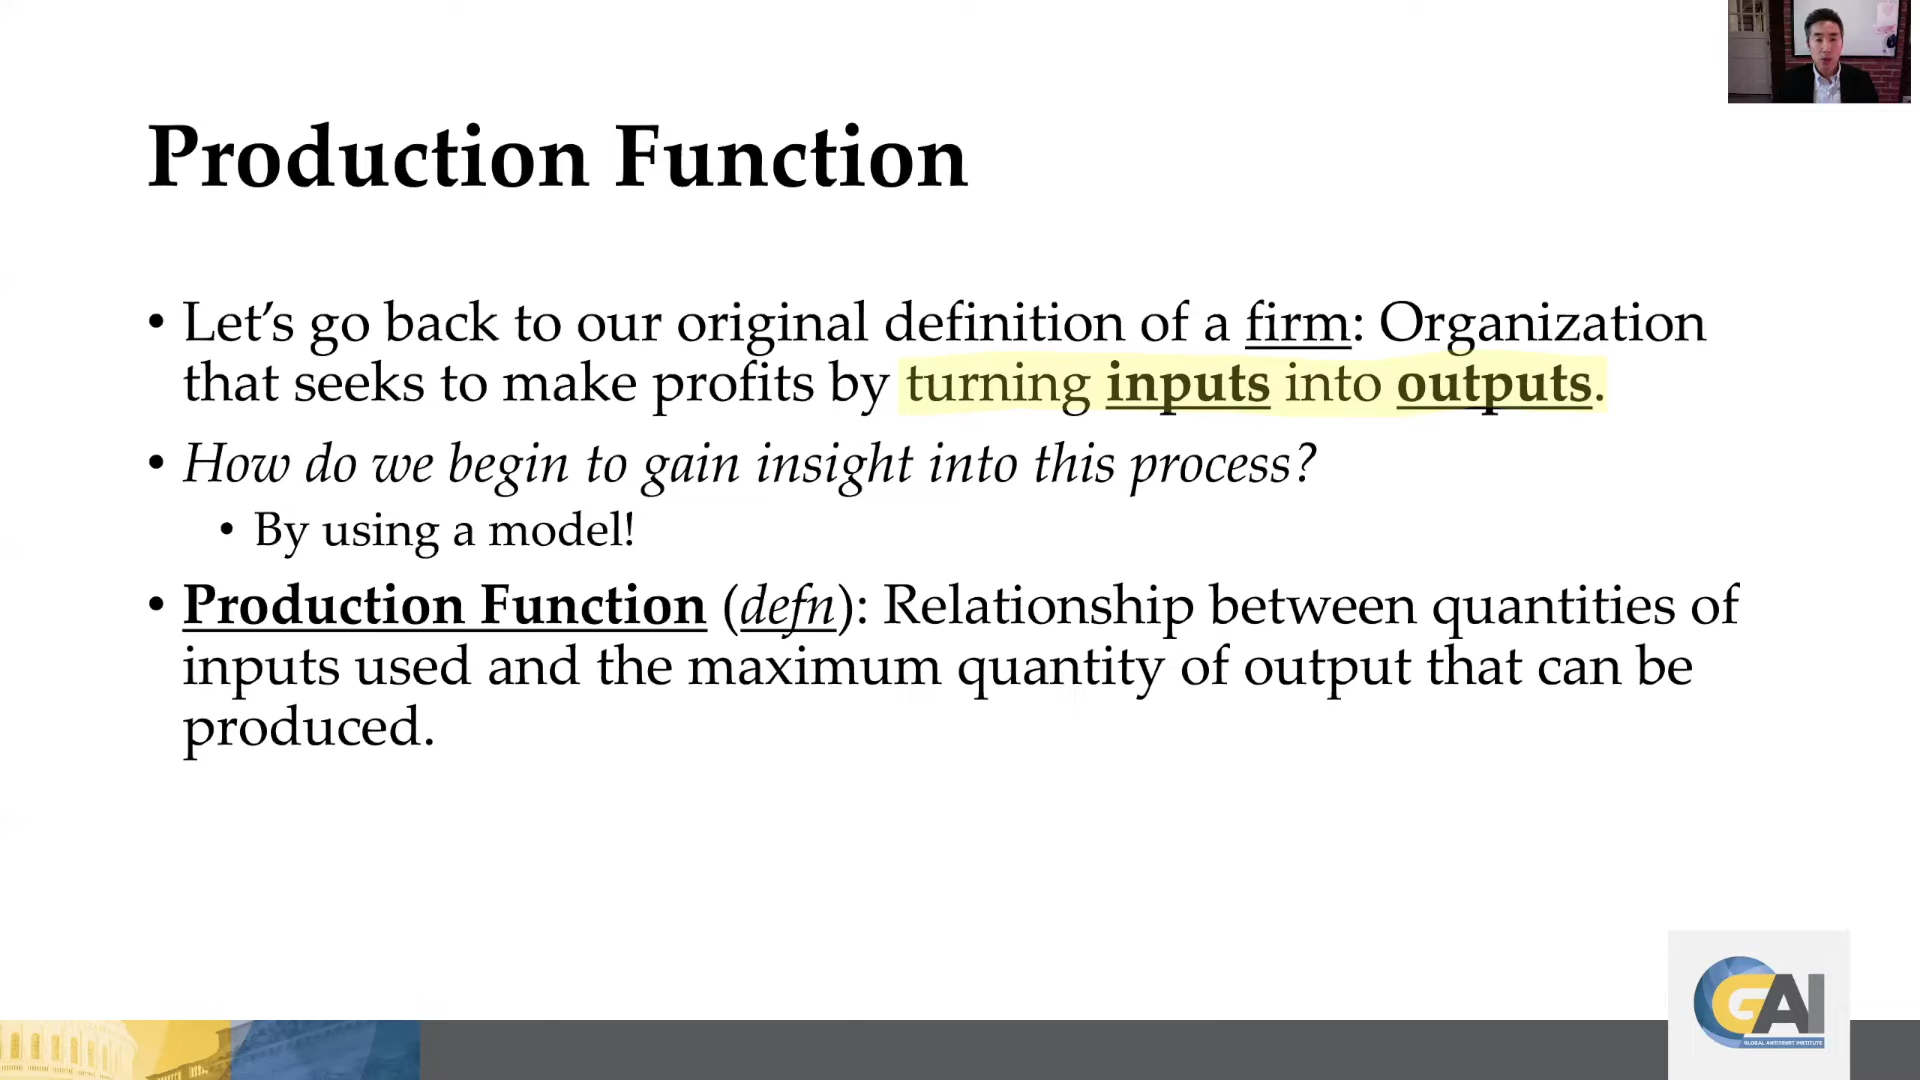 Production Function
• Let’s go back to our original definition of a firm: Organization
that seeks to make profits by turning inputs into outputs.
• How do we begin to gain insight into this process?
• By using a model!
• Production Function (defn): Relationship between quantities of
inputs used and the maximum quantity of output that can be
produced.
GAI
GLOBAL ANTITRUST INSTITUTE